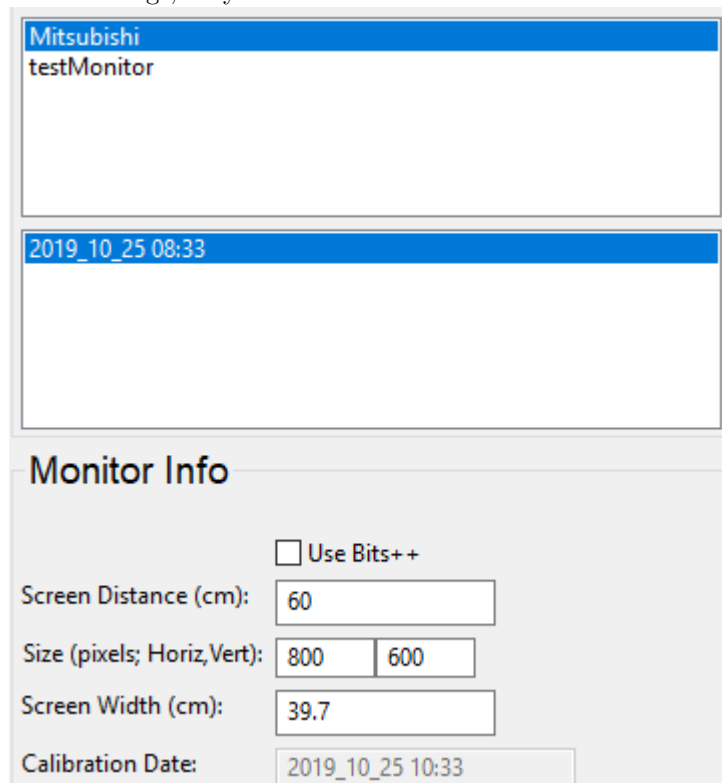 Mitsubishi
testMonitor
2019_10_25 08:33
Monitor Info
Use Bits++
Screen Distance (cm): 60
Size (pixels; Horiz,Vert): 800 600
Screen Width (cm): 39.7
Calibration Date: 2019_10_25 10:33